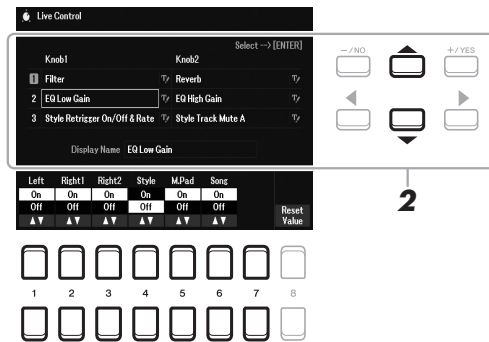 Live Control
Select --> [ENTER]
Knob1 Knob2
1 Filter Reverb
2 EQ Low Gain EQ High Gain
3 Style Retrigger On/Off & Rate Style Track Mute A
Display Name EQ Low Gain
Left Right1 Right2 Style M.Pad Song
On On On On On On
Off Off Off Off Off Off
Reset
Value
-/NO +/YES
2
1 2 3 4 5 6 7 8